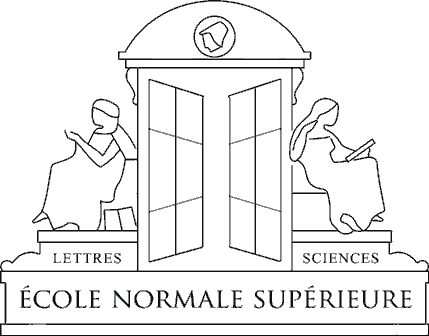 LETTRES SCIENCES
ÉCOLE NORMALE SUPÉRIEURE